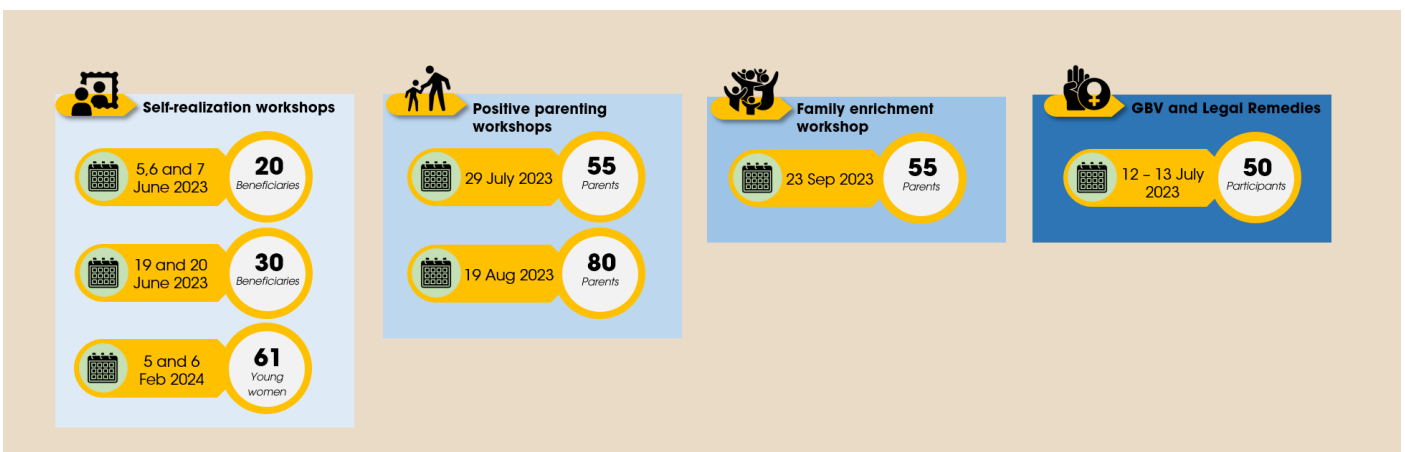 Self-realization workshops
5,6 and 7
June 2023
20
Beneficiaries
19 and 20
June 2023
30
Beneficiaries
5 and 6
Feb 2024
61
Young
women
Positive parenting
workshops
29 July 2023
55
Parents
19 Aug 2023
80
Parents
Family enrichment
workshop
23 Sep 2023
55
Parents
GBV and Legal Remedies
12 – 13 July
2023
50
Participants